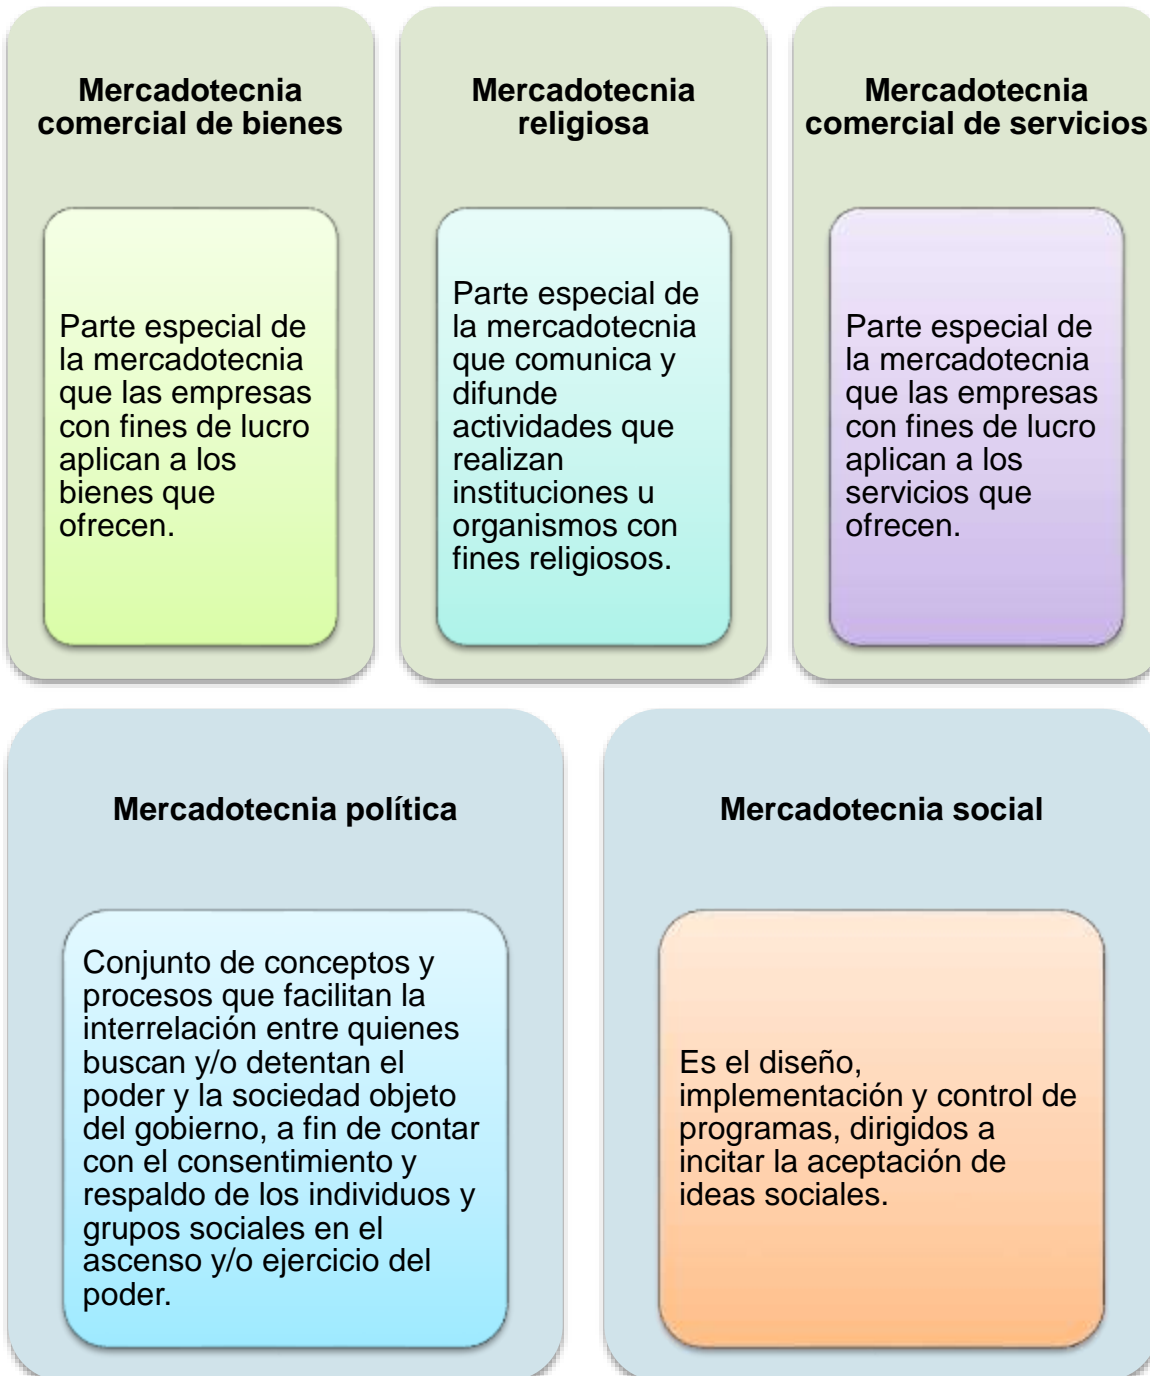 Mercadotecnia
comercial de bienes
Parte especial de
la mercadotecnia
que las empresas
con fines de lucro
aplican a los
bienes que
ofrecen.
Mercadotecnia
religiosa
Parte especial de
la mercadotecnia
que comunica y
difunde
actividades que
realizan
instituciones u
organismos con
fines religiosos.
Mercadotecnia
comercial de servicios
Parte especial de
la mercadotecnia
que las empresas
con fines de lucro
aplican a los
servicios que
ofrecen.
Mercadotecnia política
Conjunto de conceptos y
procesos que facilitan la
interrelación entre quienes
buscan y/o detentan el
poder y la sociedad objeto
del gobierno, a fin de contar
con el consentimiento y
respaldo de los individuos y
grupos sociales en el
ascenso y/o ejercicio del
poder.
Mercadotecnia social
Es el diseño,
implementación y control de
programas, dirigidos a
incitar la aceptación de
ideas sociales.